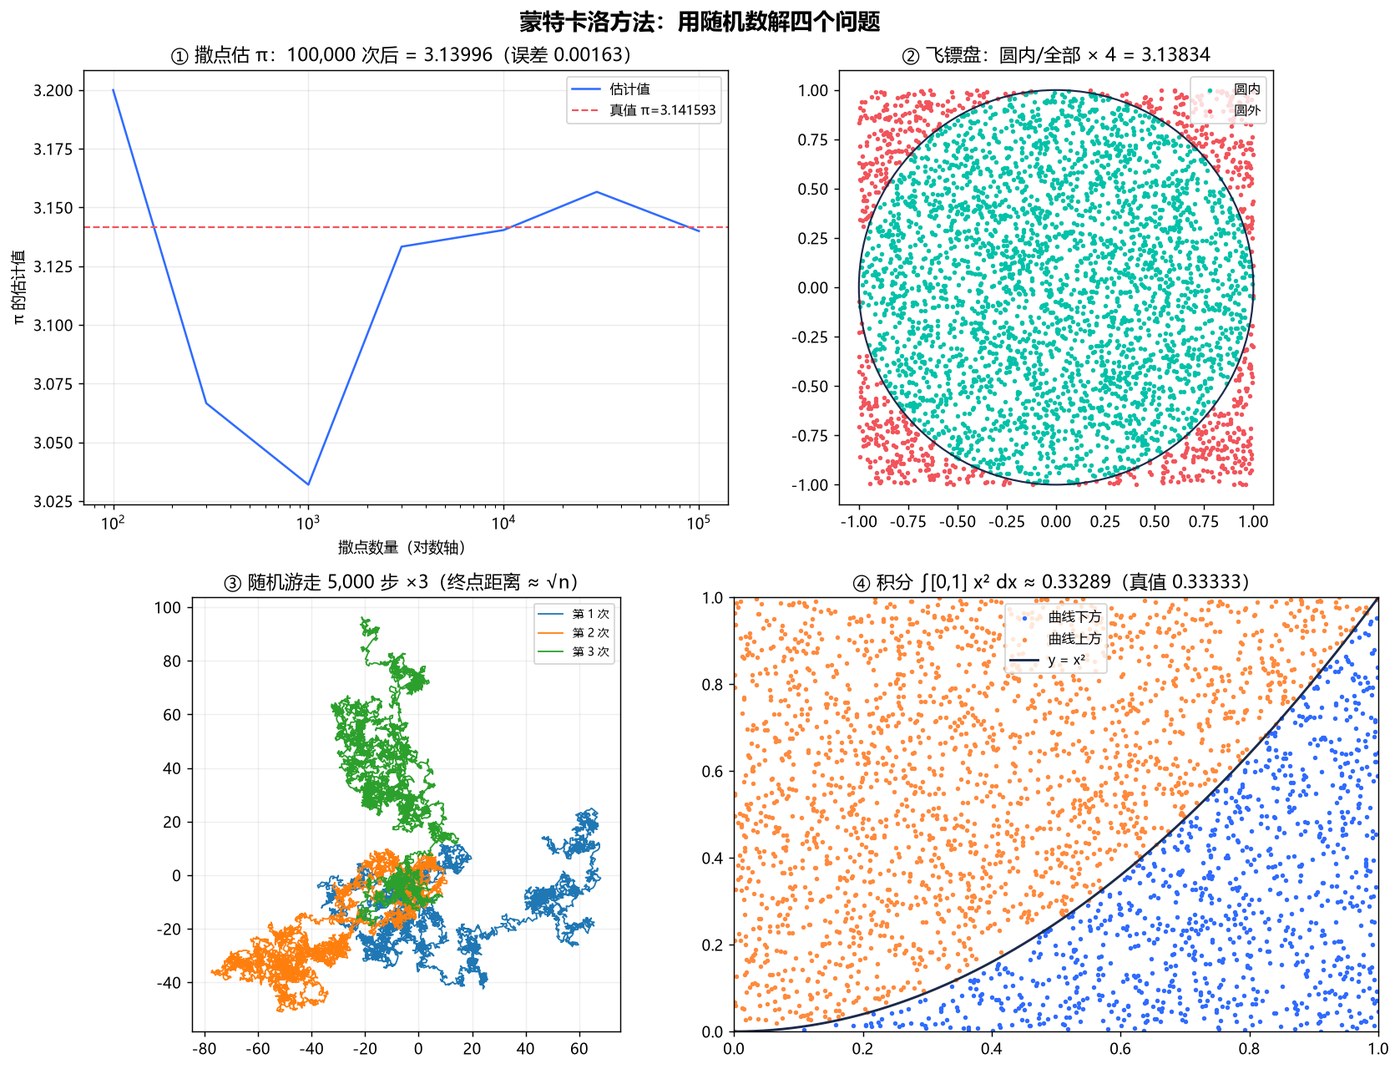 蒙特卡洛方法：用随机数解四个问题
① 撒点估 π：100,000 次后 = 3.13996（误差 0.00163）
3.200
3.175
3.150
3.125
3.100
3.075
3.050
3.025
π 的估计值
估计值
真值 π=3.141593
10² 10³ 10⁴ 10⁵
撒点数量（对数轴）
② 飞镖盘：圆内/全部 × 4 = 3.13834
1.00
0.75
0.50
0.25
0.00
-0.25
-0.50
-0.75
-1.00
圆内
圆外
-1.00 -0.75 -0.50 -0.25 0.00 0.25 0.50 0.75 1.00
③ 随机游走 5,000 步 ×3（终点距离 ≈ √n）
100
80
60
40
20
0
-20
-40
第 1 次
第 2 次
第 3 次
-80 -60 -40 -20 0 20 40 60
④ 积分 ∫[0,1] x² dx ≈ 0.33289（真值 0.33333）
1.0
0.8
0.6
0.4
0.2
0.0
曲线下方
曲线上方
y = x²
0.0 0.2 0.4 0.6 0.8 1.0